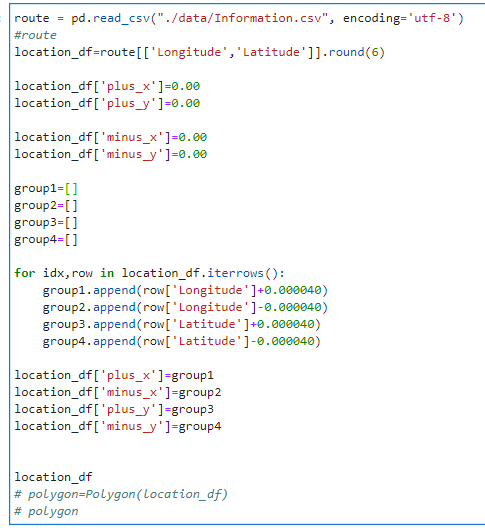 route = pd.read_csv("./data/Information.csv", encoding='utf-8')
#route
location_df=route[['Longitude','Latitude']].round(6)
location_df['plus_x']=0.00
location_df['plus_y']=0.00
location_df['minus_x']=0.00
location_df['minus_y']=0.00
group1=[]
group2=[]
group3=[]
group4=[]
for idx,row in location_df.iterrows():
    group1.append(row['Longitude']+0.000040)
    group2.append(row['Longitude']-0.000040)
    group3.append(row['Latitude']+0.000040)
    group4.append(row['Latitude']-0.000040)
location_df['plus_x']=group1
location_df['minus_x']=group2
location_df['plus_y']=group3
location_df['minus_y']=group4
location_df
# polygon=Polygon(location_df)
# polygon